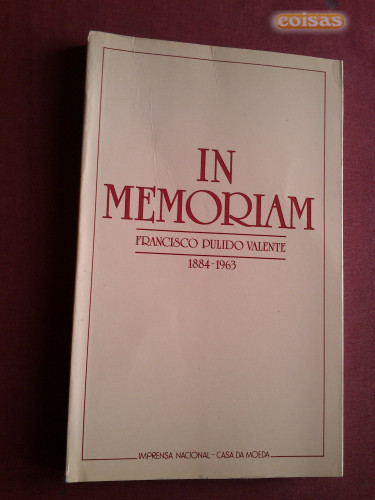 coisas
IN
MEMORIAM
FRANCISCO PULIDO VALENTE
1884-1963
IMPRENSA NACIONAL - CASA DA MOEDA